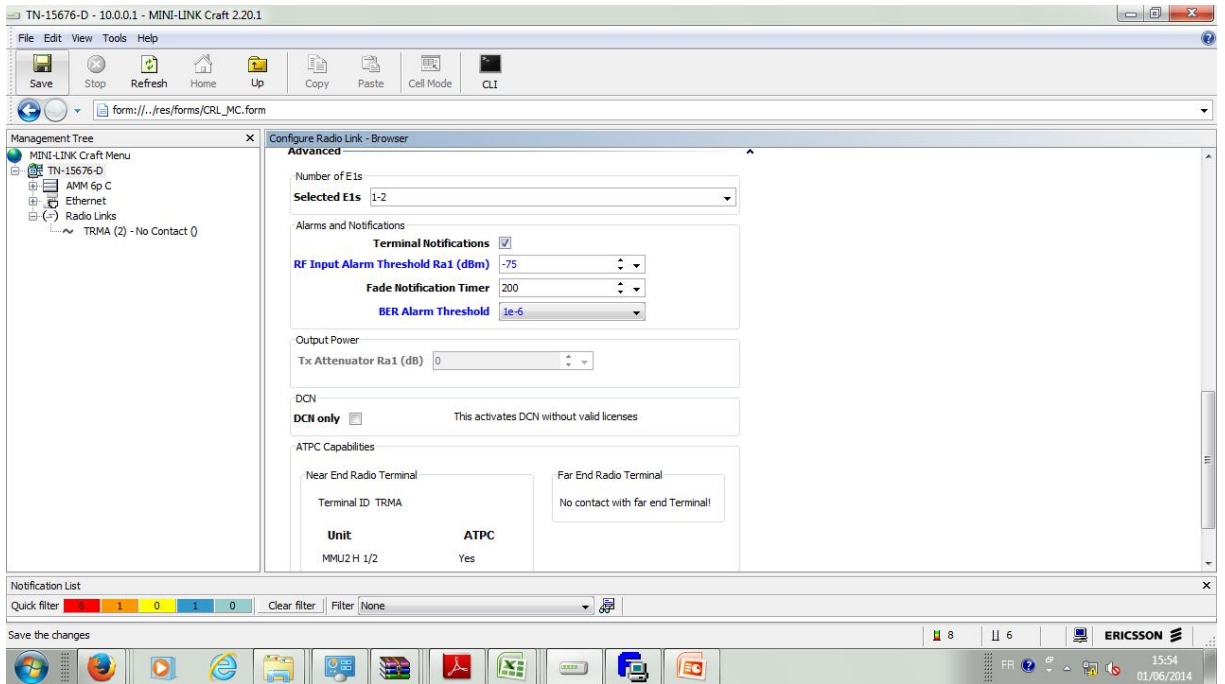 TN-15676-D - 10.0.0.1 - MINI-LINK Craft 2.20.1
File Edit View Tools Help
Save Stop Refresh Home Up Copy Paste Cell Mode CLI
form://../res/forms/CRL_MC.form
Management Tree
MINI-LINK Craft Menu
TN-15676-D
AMM 6p C
Ethernet
Radio Links
TRMA (2) - No Contact ()
Configure Radio Link - Browser
Advanced
Number of E1s
Selected E1s 1-2
Alarms and Notifications
Terminal Notifications
RF Input Alarm Threshold Ra1 (dBm) -75
Fade Notification Timer 200
BER Alarm Threshold 1e-6
Output Power
Tx Attenuator Ra1 (dB) 0
DCN
DCN only This activates DCN without valid licenses
ATPC Capabilities
Near End Radio Terminal
Terminal ID TRMA
Unit ATPC
MMU2 H 1/2 Yes
Far End Radio Terminal
No contact with far end Terminal!
Notification List
Quick filter 6 1 0 1 0 Clear filter Filter None
Save the changes
8 6 ERICSSON
FR 15:54
01/06/2014